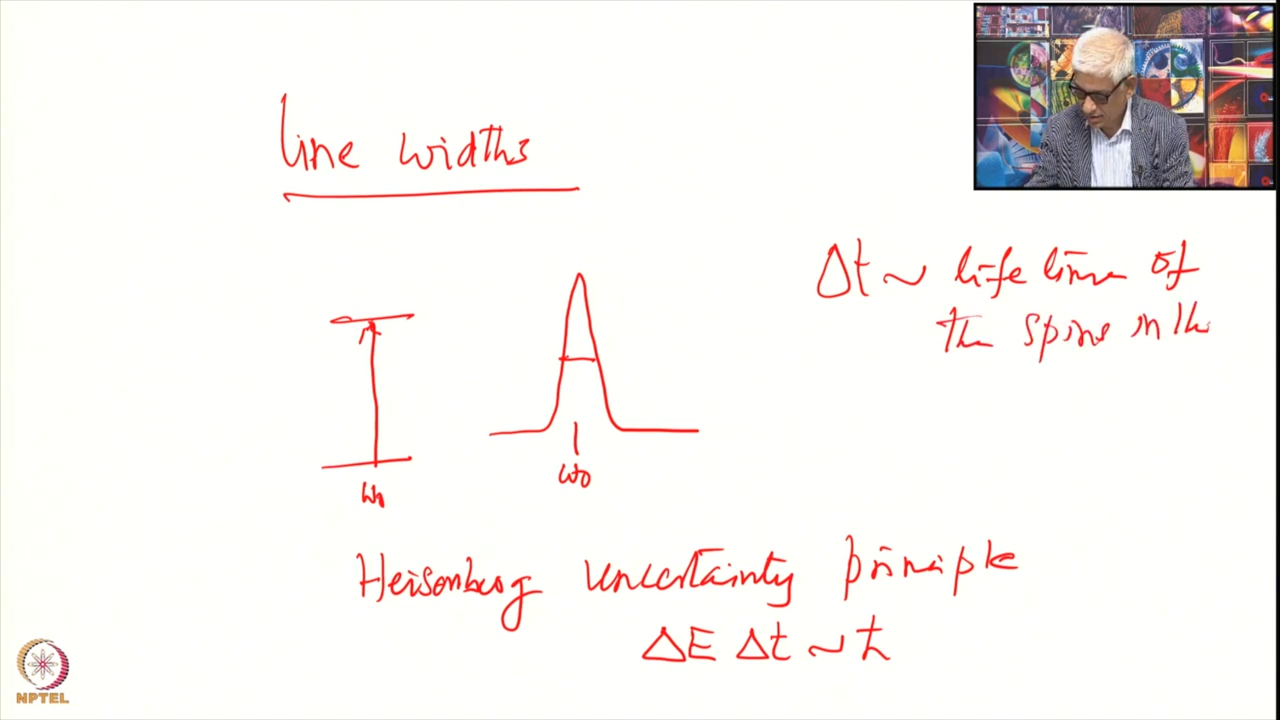 Line widths
Δt ~ life time of
the spins in the
ω₀
ω₀
Heisenberg uncertainty principle
ΔE Δt ~ ħ
NPTEL